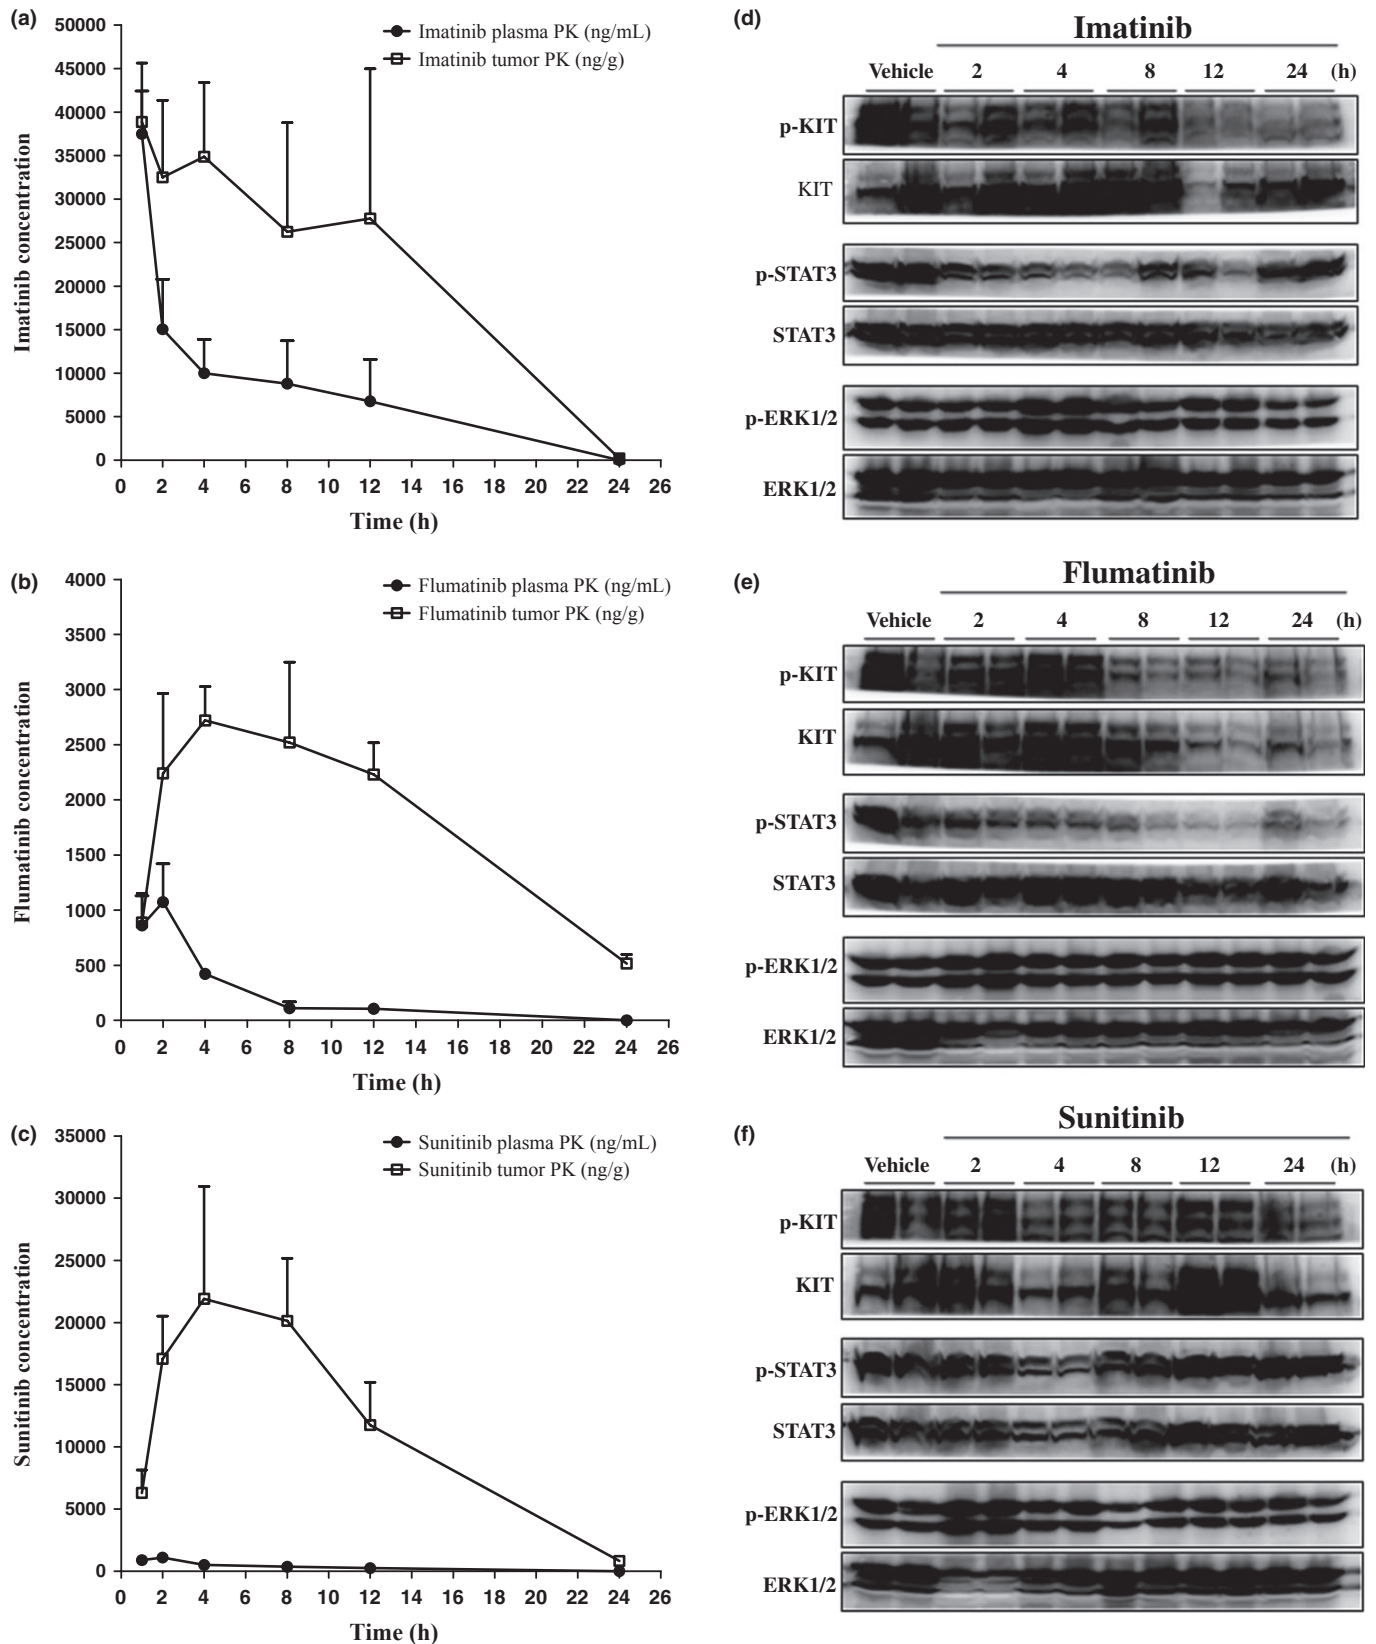 (a)
50000
45000
40000
35000
30000
25000
20000
15000
10000
5000
0
Imatinib concentration
Imatinib plasma PK (ng/mL)
Imatinib tumor PK (ng/g)
0 2 4 6 8 10 12 14 16 18 20 22 24 26
Time (h)
(d)
Imatinib
Vehicle 2 4 8 12 24 (h)
p-KIT
KIT
p-STAT3
STAT3
p-ERK1/2
ERK1/2
(b)
4000
3500
3000
2500
2000
1500
1000
500
0
Flumatinib concentration
Flumatinib plasma PK (ng/mL)
Flumatinib tumor PK (ng/g)
0 2 4 6 8 10 12 14 16 18 20 22 24 26
Time (h)
(e)
Flumatinib
Vehicle 2 4 8 12 24 (h)
p-KIT
KIT
p-STAT3
STAT3
p-ERK1/2
ERK1/2
(c)
35000
30000
25000
20000
15000
10000
5000
0
Sunitinib concentration
Sunitinib plasma PK (ng/mL)
Sunitinib tumor PK (ng/g)
0 2 4 6 8 10 12 14 16 18 20 22 24 26
Time (h)
(f)
Sunitinib
Vehicle 2 4 8 12 24 (h)
p-KIT
KIT
p-STAT3
STAT3
p-ERK1/2
ERK1/2